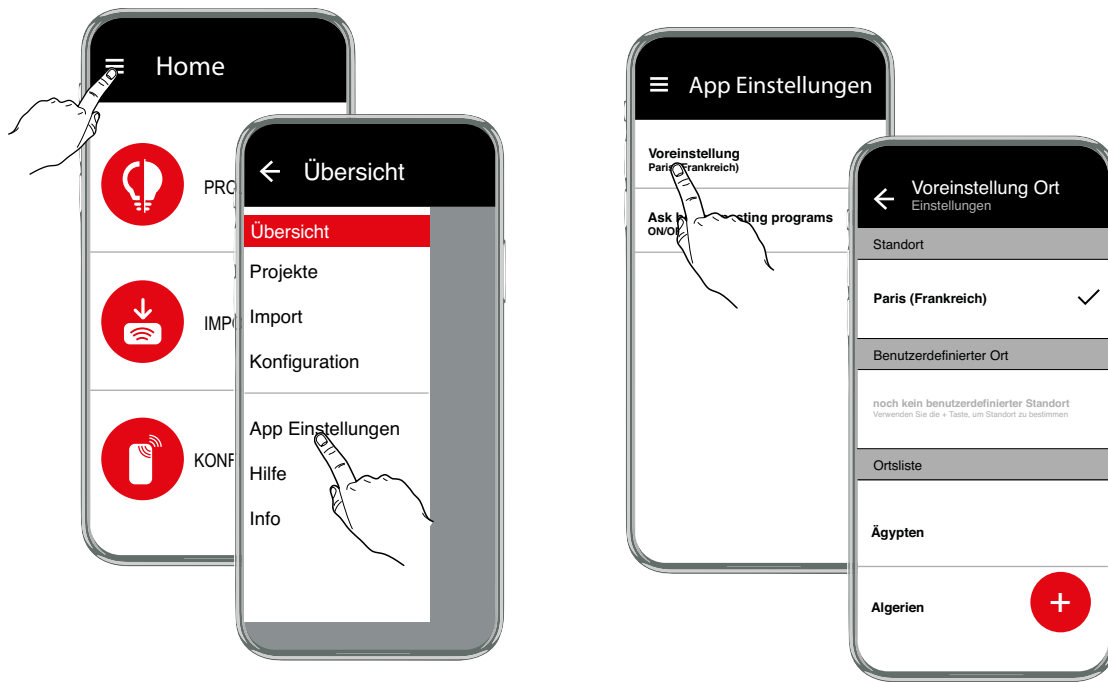 Home
PRO
IMPO
KONF
Übersicht
Übersicht
Projekte
Import
Konfiguration
App Einstellungen
Hilfe
Info
App Einstellungen
Voreinstellung
Paris (Frankreich)
Ask sting programs
ON/O
Voreinstellung Ort
Einstellungen
Standort
Paris (Frankreich)
Benutzerdefinierter Ort
noch kein benutzerdefinierter Standort
Verwenden Sie die + Taste, um Standort zu bestimmen
Ortsliste
Ägypten
Algerien
+